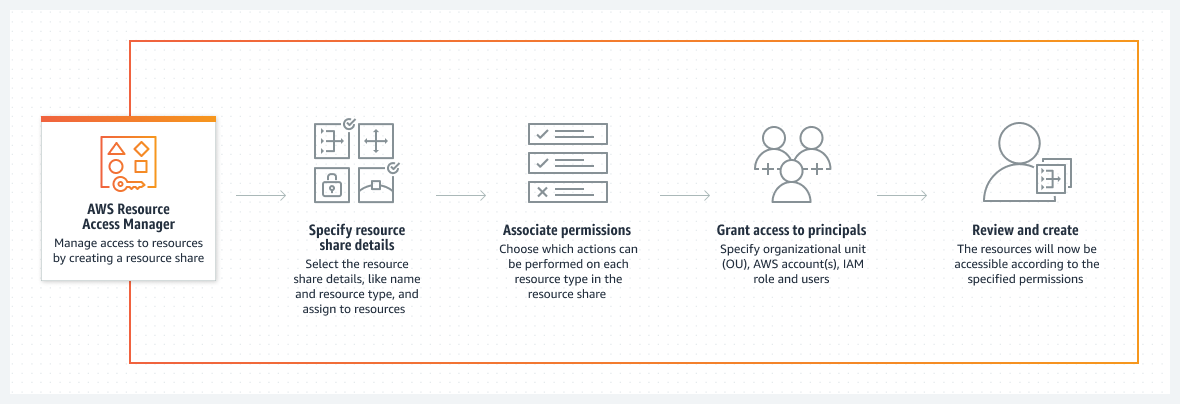 AWS Resource
Access Manager
Manage access to resources
by creating a resource share
Specify resource
share details
Select the resource
share details, like name
and resource type, and
assign to resources
Associate permissions
Choose which actions can
be performed on each
resource type in the
resource share
Grant access to principals
Specify organizational unit
(OU), AWS account(s), IAM
role and users
Review and create
The resources will now be
accessible according to the
specified permissions